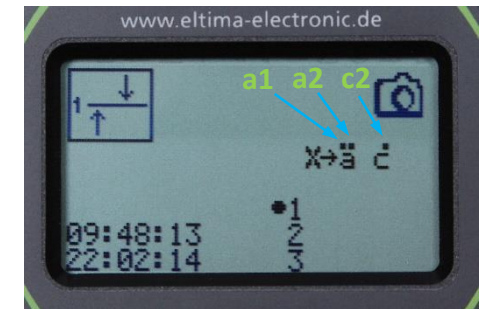 www.eltima-electronic.de
a1 a2 c2
1
X→ä ċ
●1
09:48:13 2
22:02:14 3